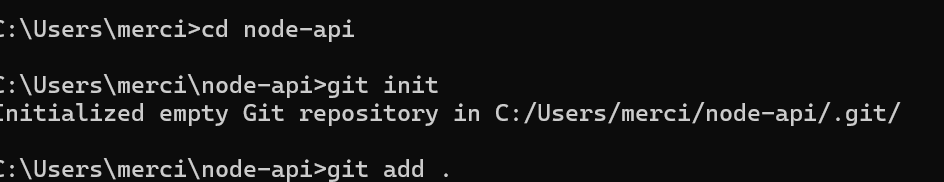 C:\Users\merci>cd node-api
C:\Users\merci\node-api>git init
Initialized empty Git repository in C:/Users/merci/node-api/.git/
C:\Users\merci\node-api>git add .